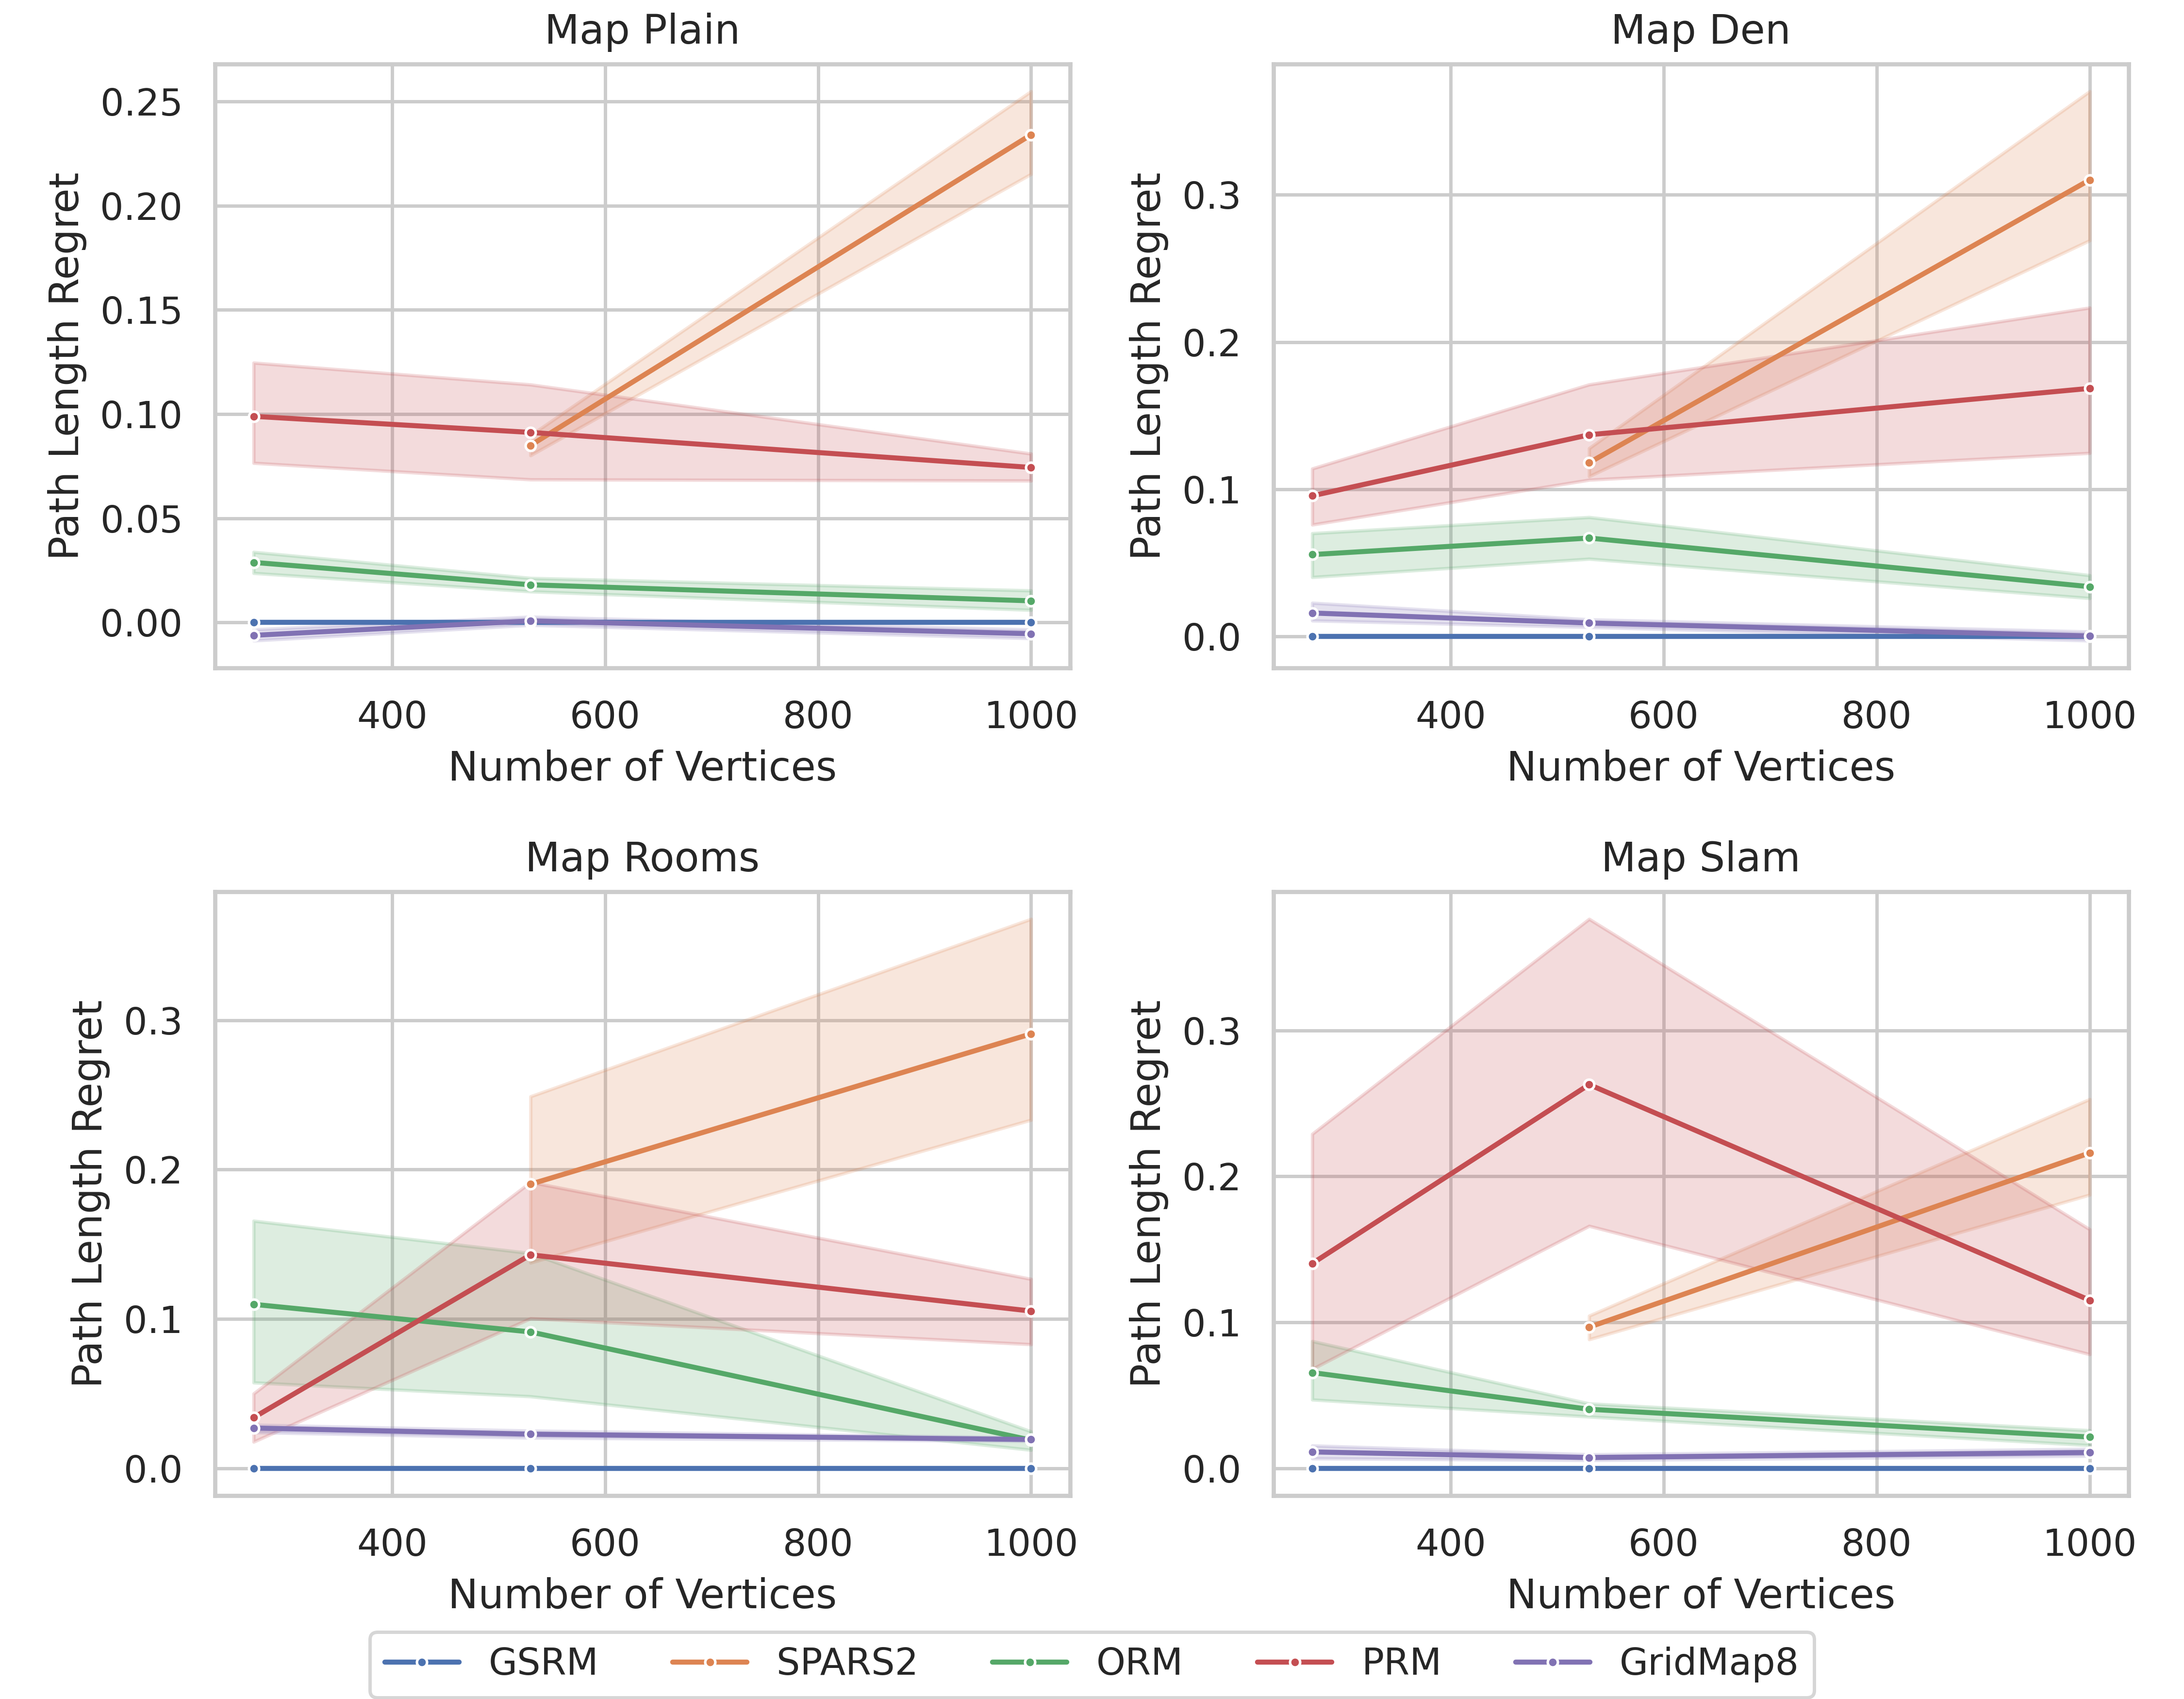 Map Plain
0.25
0.20
0.15
0.10
0.05
0.00
Path Length Regret
400 600 800 1000
Number of Vertices
Map Den
0.3
0.2
0.1
0.0
Path Length Regret
400 600 800 1000
Number of Vertices
Map Rooms
0.3
0.2
0.1
0.0
Path Length Regret
400 600 800 1000
Number of Vertices
Map Slam
0.3
0.2
0.1
0.0
Path Length Regret
400 600 800 1000
Number of Vertices
GSRM SPARS2 ORM PRM GridMap8